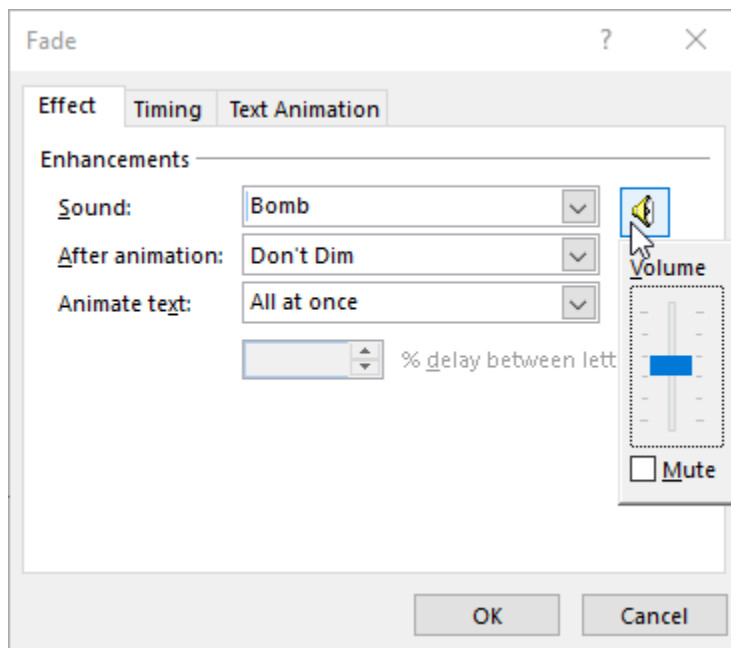 Fade ?
Effect Timing Text Animation
Enhancements
Sound: Bomb
Volume
After animation: Don't Dim
Animate text: All at once
% delay between lett
Mute
OK Cancel